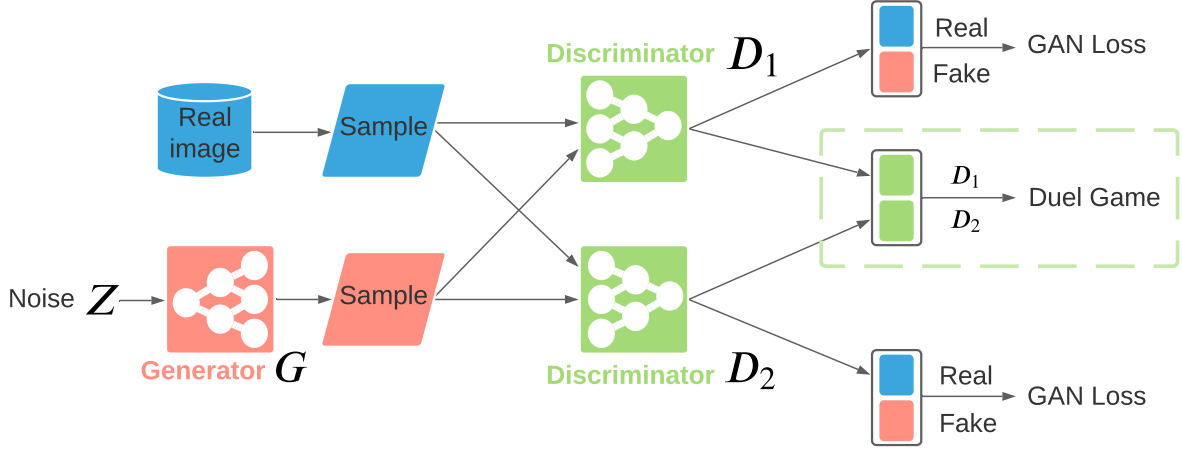 Discriminator D₁
Real
Fake
GAN Loss
Real
image
Sample
D₁
D₂
Duel Game
Noise Z
Sample
Generator G
Discriminator D₂
Real
Fake
GAN Loss